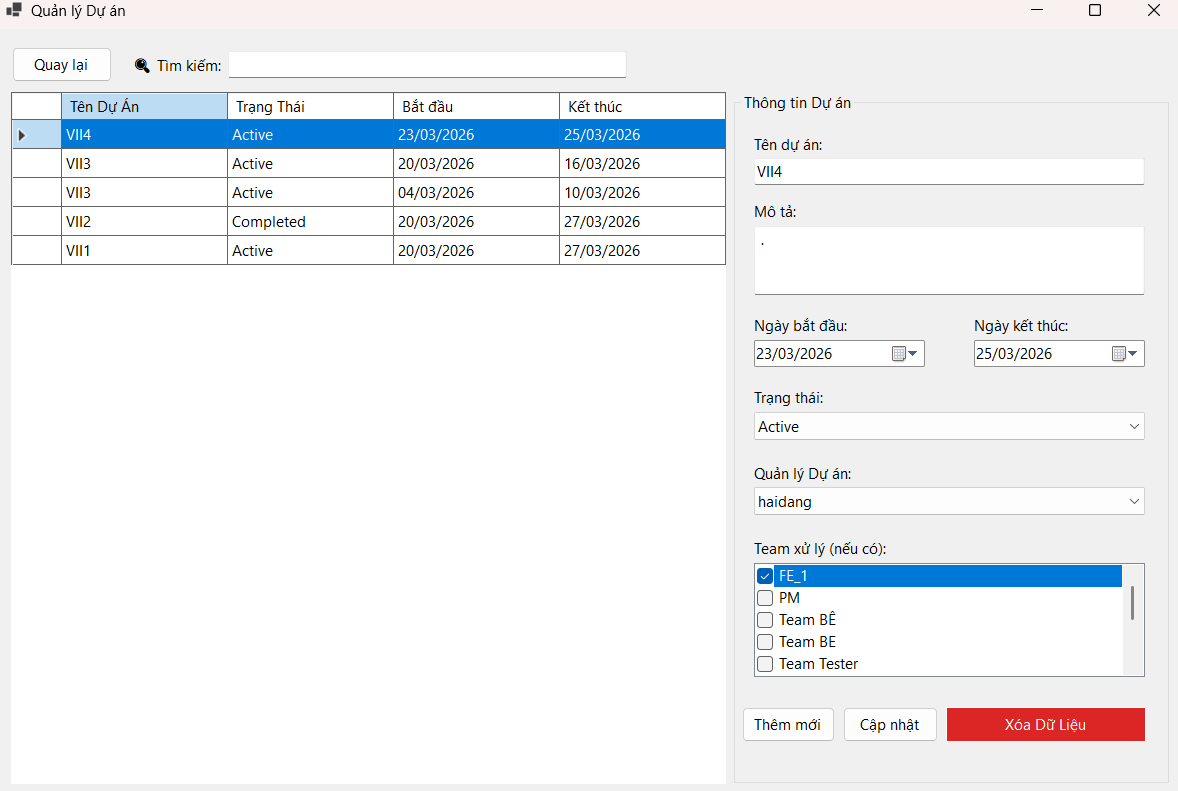 Quản lý Dự án
Quay lại Tìm kiếm:
Tên Dự Án Trạng Thái Bắt đầu Kết thúc
VII4 Active 23/03/2026 25/03/2026
VII3 Active 20/03/2026 16/03/2026
VII3 Active 04/03/2026 10/03/2026
VII2 Completed 20/03/2026 27/03/2026
VII1 Active 20/03/2026 27/03/2026
Thông tin Dự án
Tên dự án:
VII4
Mô tả:
.
Ngày bắt đầu: Ngày kết thúc:
23/03/2026 25/03/2026
Trạng thái:
Active
Quản lý Dự án:
haidang
Team xử lý (nếu có):
FE_1
PM
Team BÊ
Team BE
Team Tester
Thêm mới Cập nhật Xóa Dữ Liệu